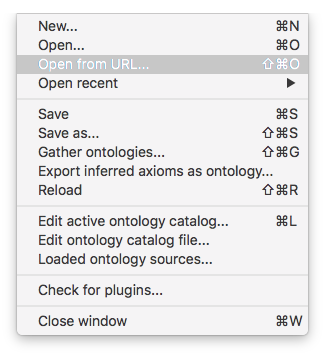 New... ⌘N
Open... ⌘O
Open from URL... ⇧⌘O
Open recent ▶
Save ⌘S
Save as... ⇧⌘S
Gather ontologies... ⇧⌘G
Export inferred axioms as ontology...
Reload ⇧⌘R
Edit active ontology catalog... ⌘L
Edit ontology catalog file...
Loaded ontology sources...
Check for plugins...
Close window ⌘W